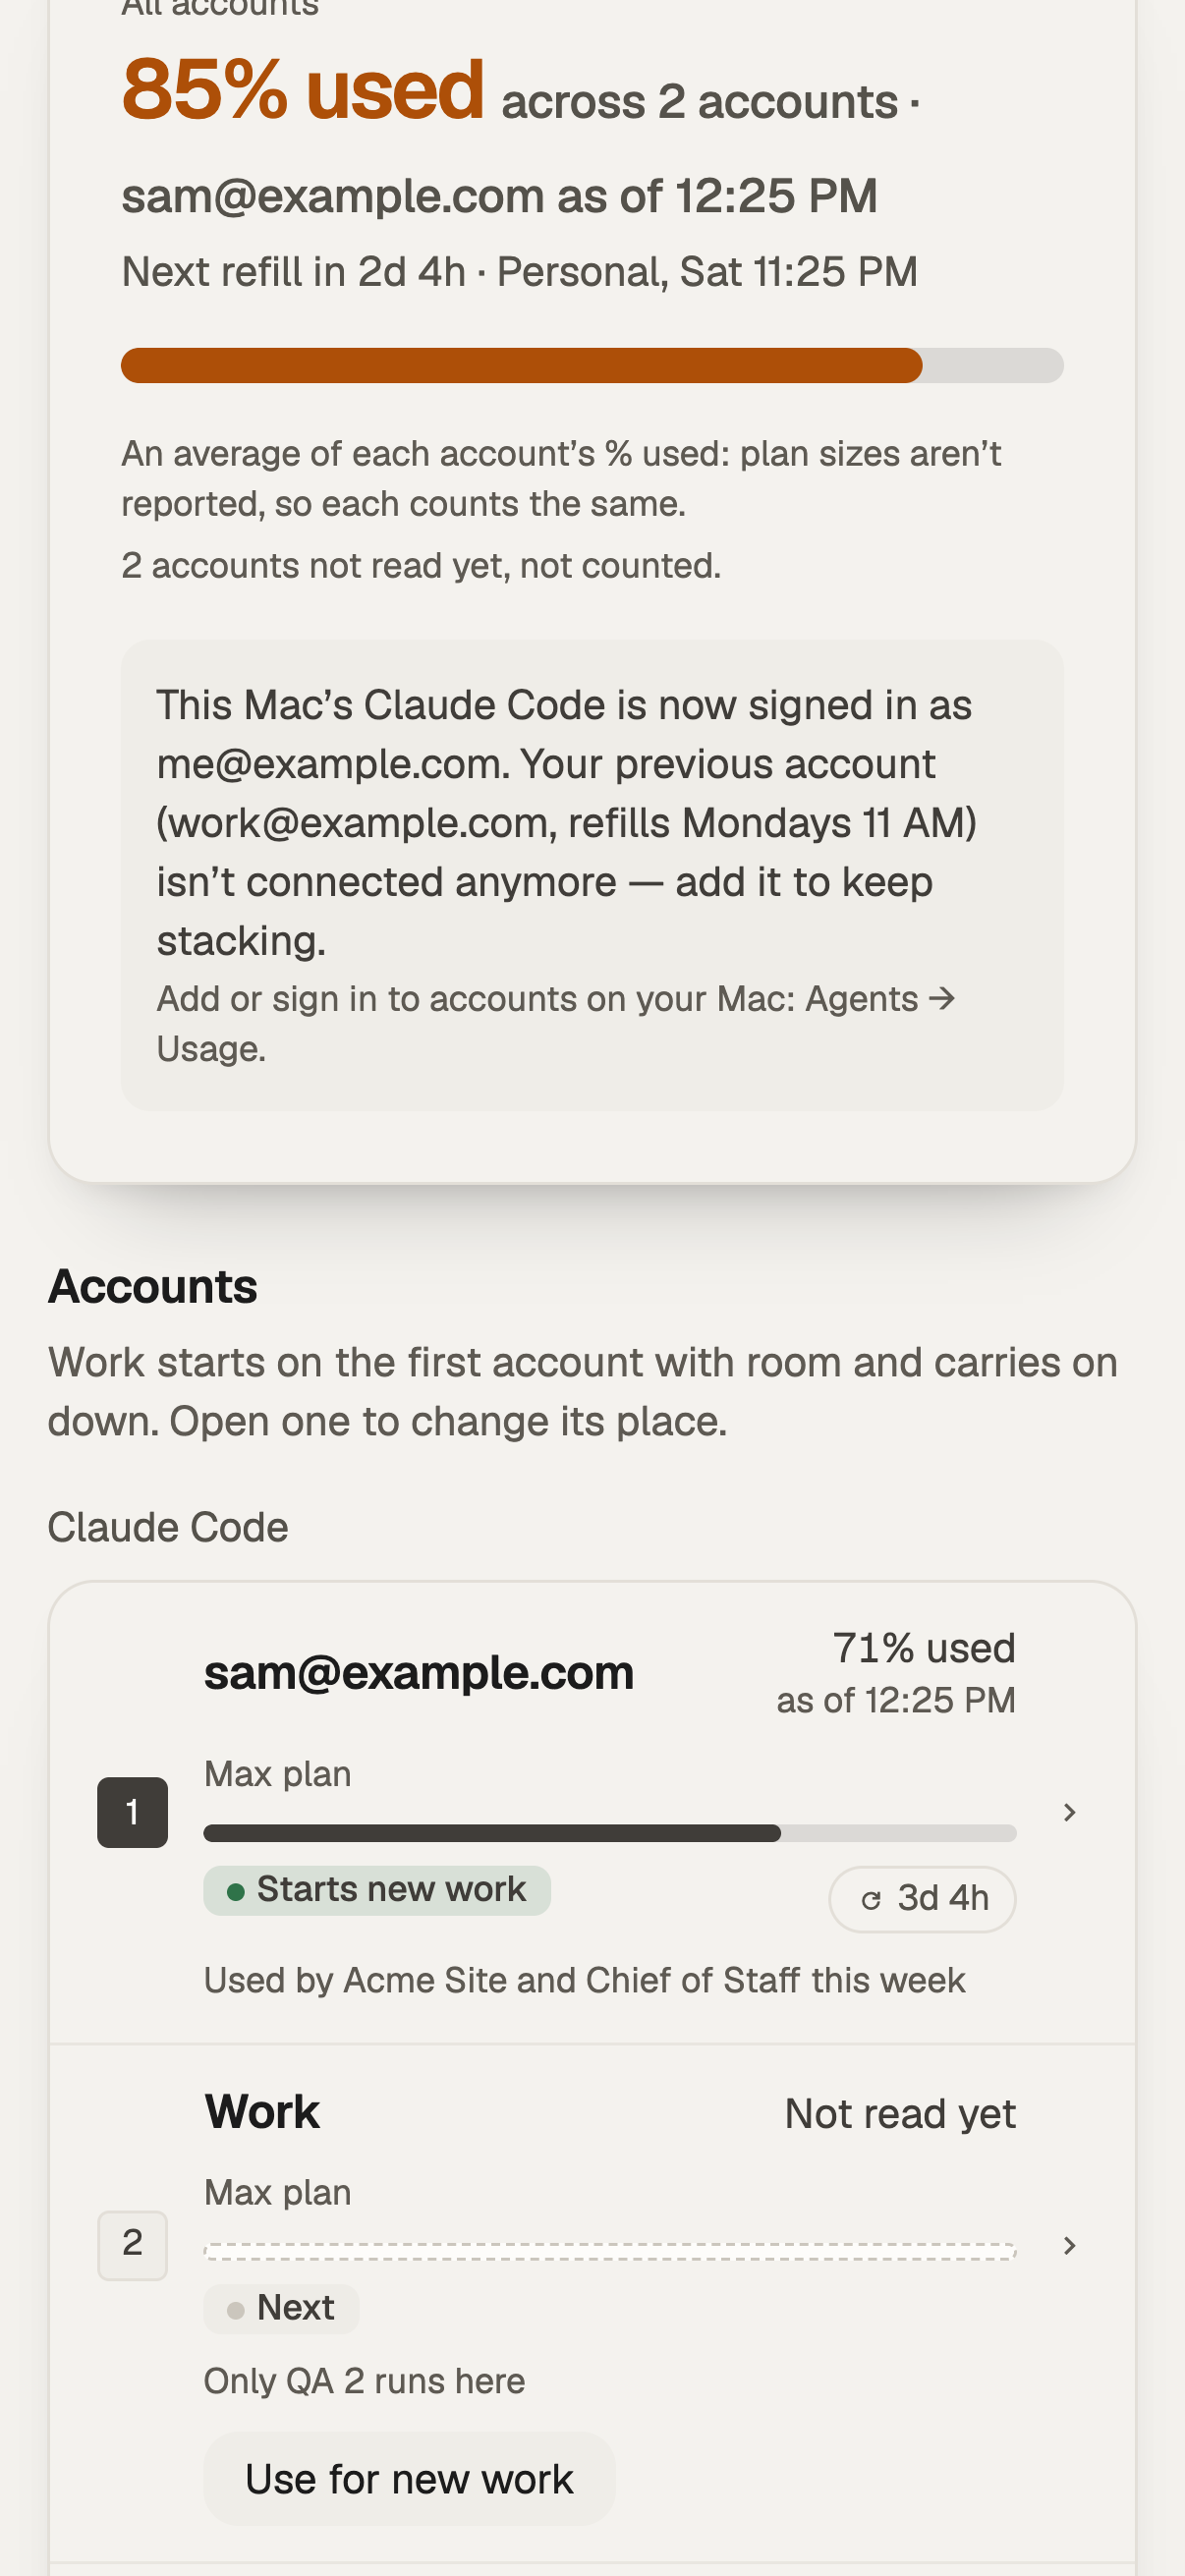 All accounts
85% used across 2 accounts ·
sam@example.com as of 12:25 PM
Next refill in 2d 4h · Personal, Sat 11:25 PM
An average of each account’s % used: plan sizes aren’t
reported, so each counts the same.
2 accounts not read yet, not counted.
This Mac’s Claude Code is now signed in as
me@example.com. Your previous account
(work@example.com, refills Mondays 11 AM)
isn’t connected anymore — add it to keep
stacking.
Add or sign in to accounts on your Mac: Agents →
Usage.
Accounts
Work starts on the first account with room and carries on
down. Open one to change its place.
Claude Code
sam@example.com
71% used
as of 12:25 PM
Max plan
1
Starts new work
3d 4h
Used by Acme Site and Chief of Staff this week
Work
Not read yet
Max plan
2
Next
Only QA 2 runs here
Use for new work